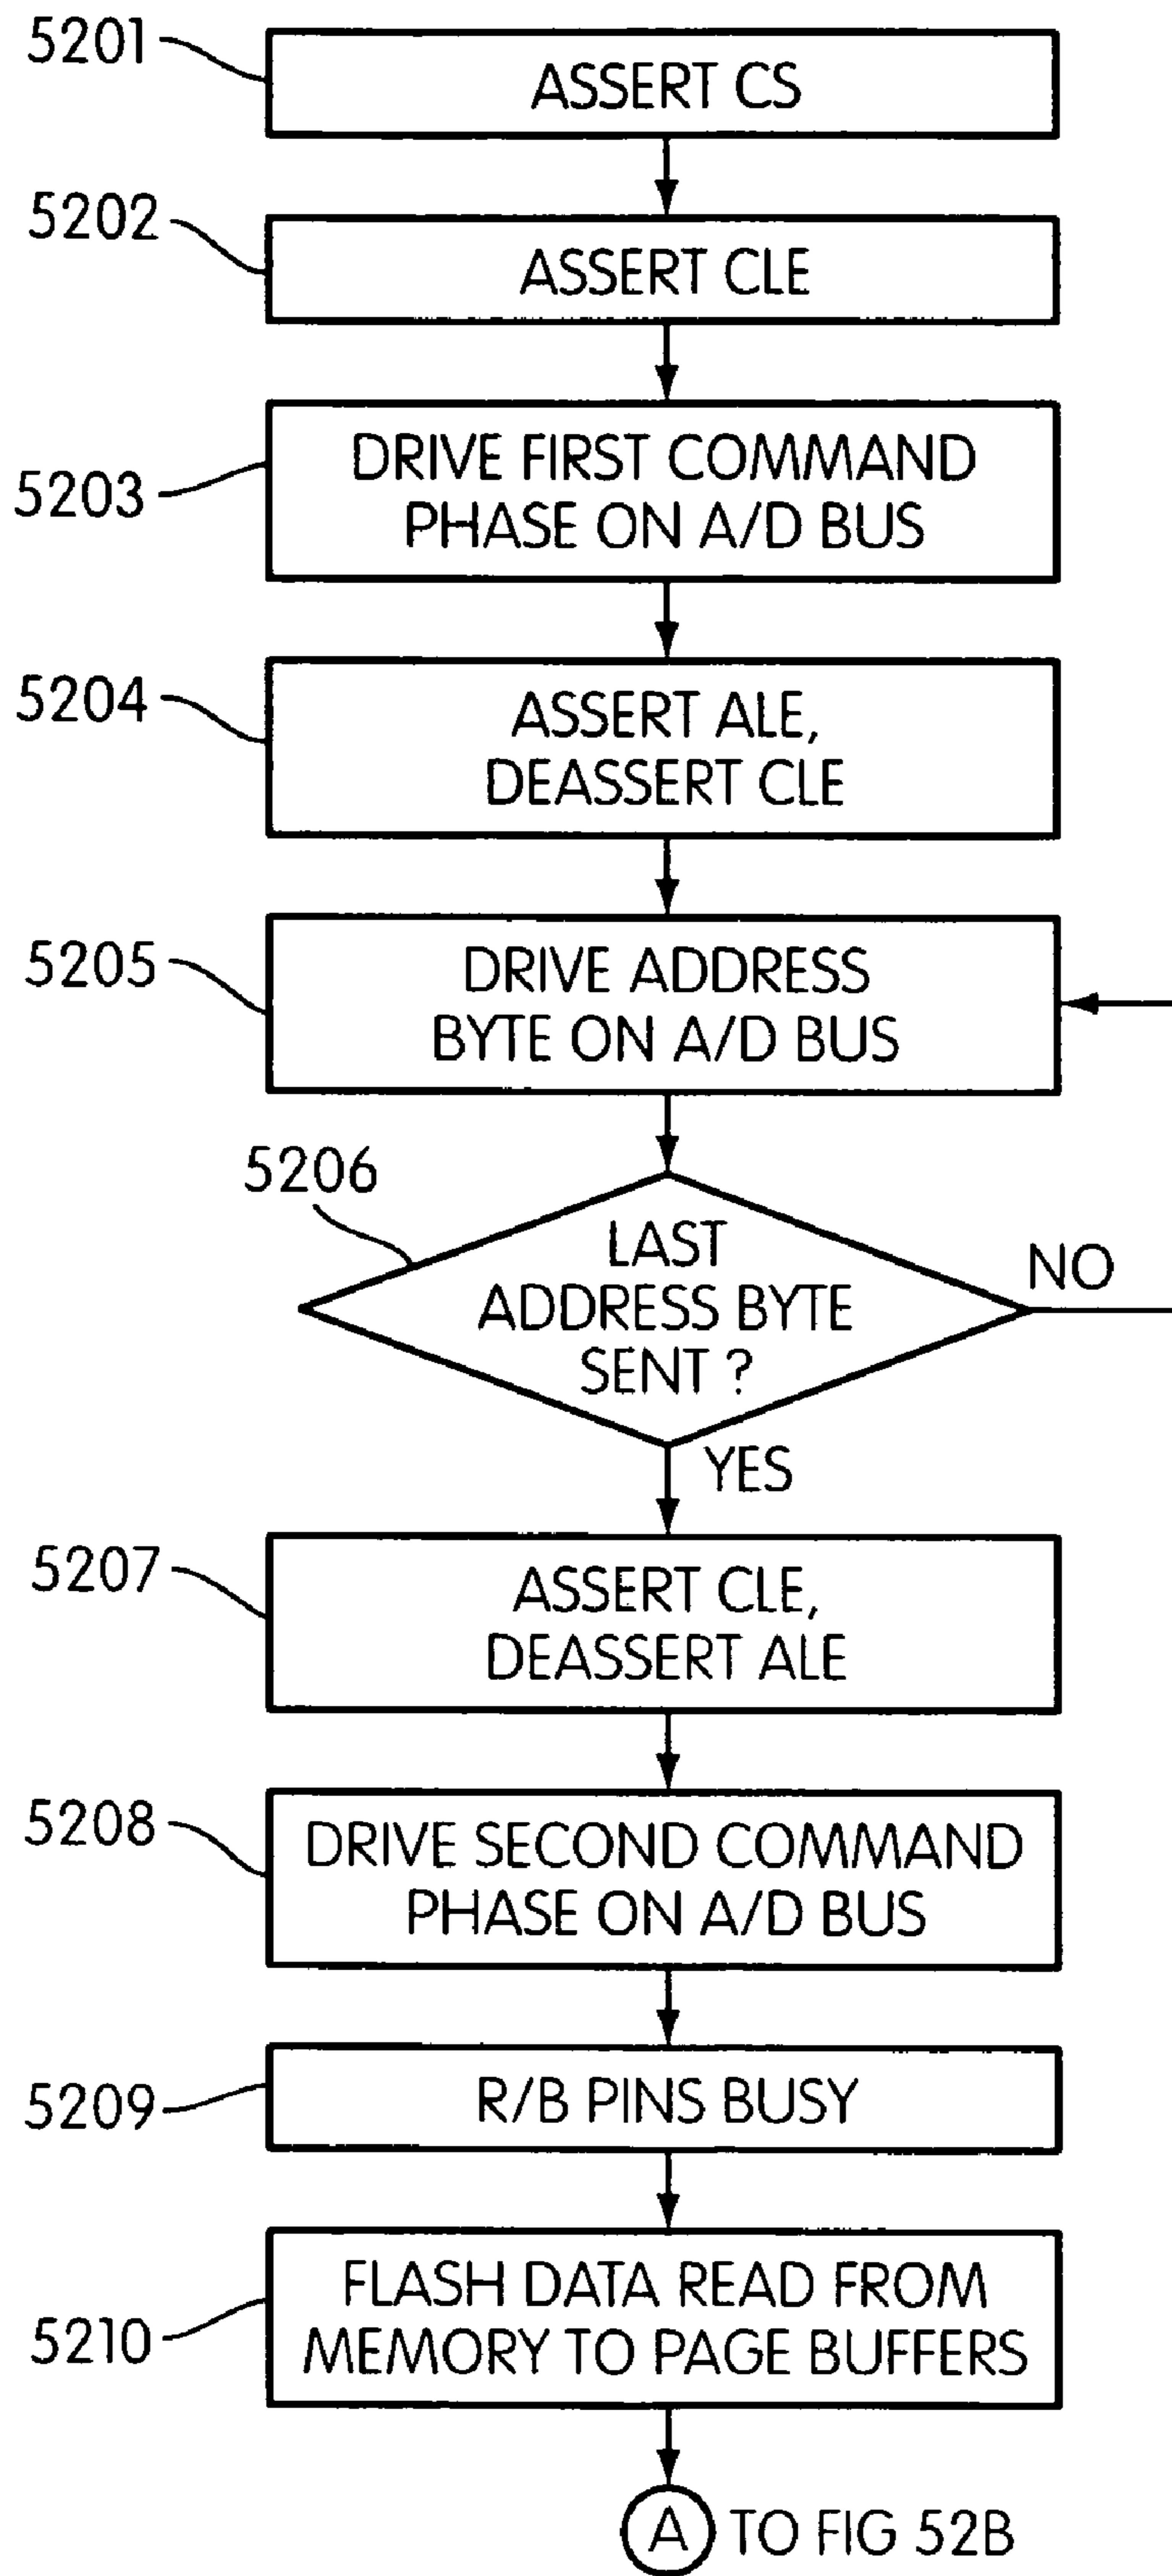 5201
ASSERT CS
5202
ASSERT CLE
5203
DRIVE FIRST COMMAND
PHASE ON A/D BUS
5204
ASSERT ALE,
DEASSERT CLE
5205
DRIVE ADDRESS
BYTE ON A/D BUS
5206
LAST
ADDRESS BYTE
SENT ?
NO
YES
5207
ASSERT CLE,
DEASSERT ALE
5208
DRIVE SECOND COMMAND
PHASE ON A/D BUS
5209
R/B PINS BUSY
5210
FLASH DATA READ FROM
MEMORY TO PAGE BUFFERS
A TO FIG 52B